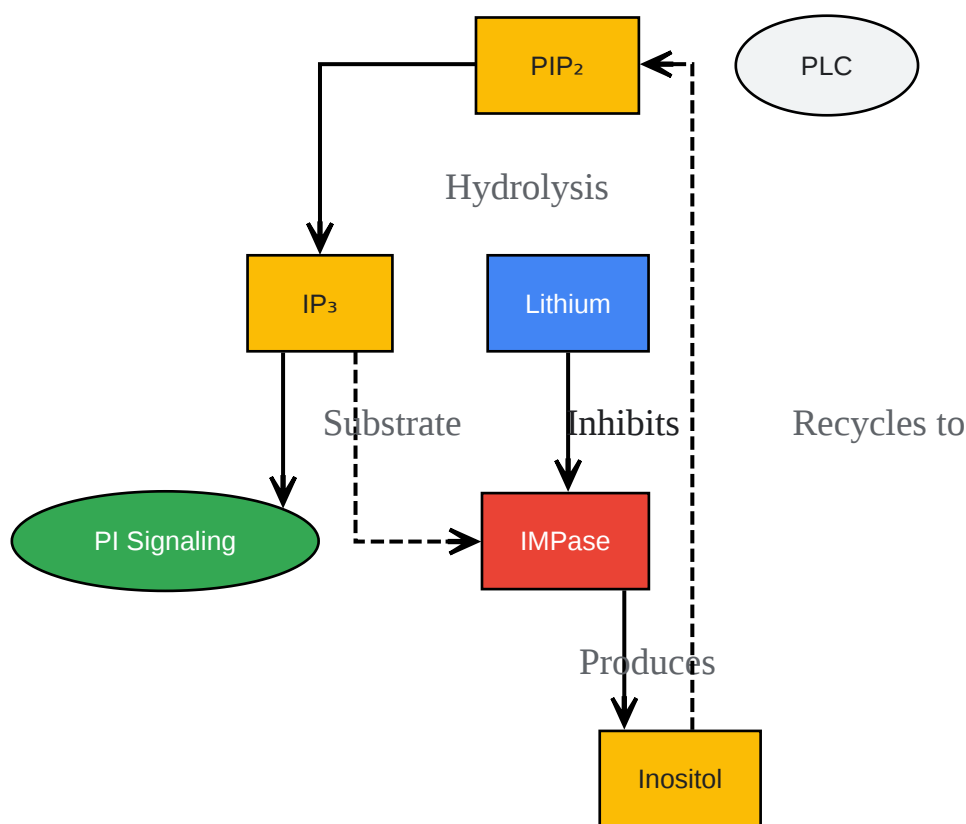 PIP₂
PLC
Hydrolysis
IP₃
Lithium
Substrate
Inhibits
Recycles to
PI Signaling
IMPase
Produces
Inositol